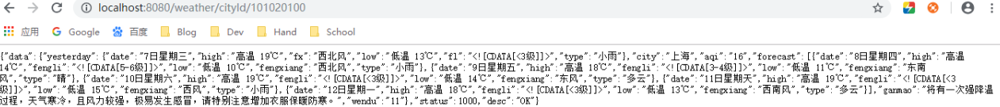 localhost:8080/weather/cityId/101020100
应用 Google 百度 Blog Dev Hand School
{"data":{"yesterday":{"date":"7日星期三","high":"高温 19℃","fx":"西北风","low":"低温 13℃","fl":"<![CDATA[<3级]]>","type":"小雨"},"city":"上海","aqi":"16","forecast":[{"date":"8日星期四","high":"高温
14℃","fengli":"<![CDATA[5-6级]]>","low":"低温 10℃","fengxiang":"西北风","type":"小雨"},{"date":"9日星期五","high":"高温 18℃","fengli":"<![CDATA[3-4级]]>","low":"低温 11℃","fengxiang":"东南
风","type":"晴"},{"date":"10日星期六","high":"高温 19℃","fengli":"<![CDATA[<3级]]>","low":"低温 14℃","fengxiang":"东风","type":"多云"},{"date":"11日星期天","high":"高温 19℃","fengli":"<![CDATA[<3
级]]>","low":"低温 15℃","fengxiang":"西风","type":"小雨"},{"date":"12日星期一","high":"高温 18℃","fengli":"<![CDATA[<3级]]>","low":"低温 13℃","fengxiang":"西南风","type":"多云"}],"ganmao":"将有一次强降温
过程，天气寒冷，且风力较强，极易发生感冒，请特别注意增加衣服保暖防寒。","wendu":"11"},"status":1000,"desc":"OK"}